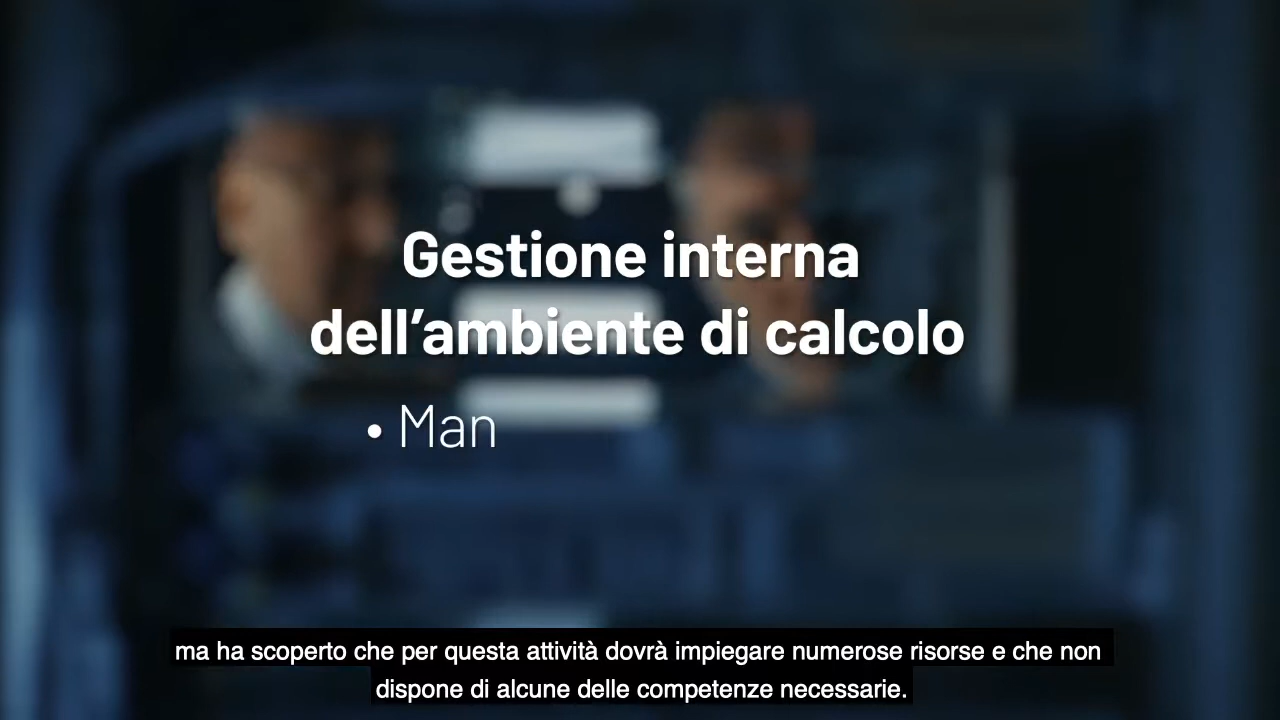 Gestione interna
dell’ambiente di calcolo
• Man
ma ha scoperto che per questa attività dovrà impiegare numerose risorse e che non
dispone di alcune delle competenze necessarie.